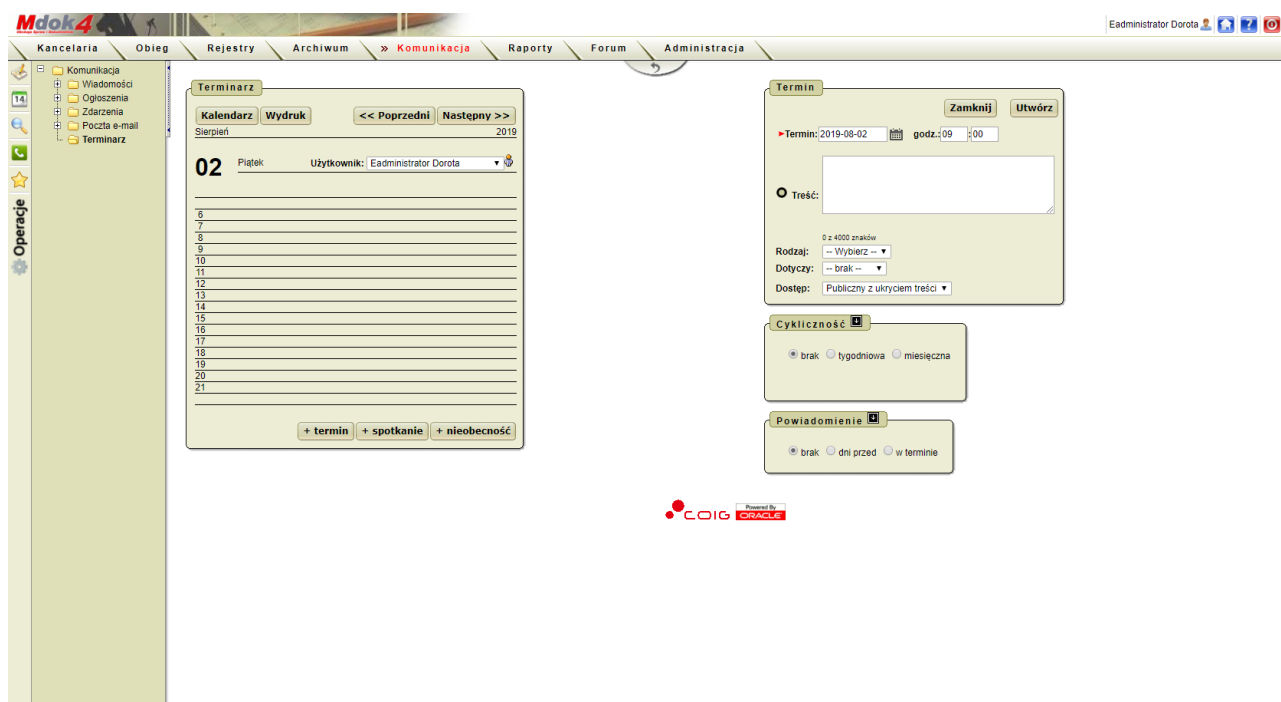 Mdok4
Eadministrator Dorota
Kancelaria Obieg Rejestry Archiwum » Komunikacja Raporty Forum Administracja
Komunikacja
Wiadomości
Ogłoszenia
Zdarzenia
Poczta e-mail
Terminarz
14
Operacje
Terminarz
Kalendarz Wydruk << Poprzedni Następny >>
Sierpień 2019
02 Piątek Użytkownik: Eadministrator Dorota
6
7
8
9
10
11
12
13
14
15
16
17
18
19
20
21
+ termin + spotkanie + nieobecność
Termin
Zamknij Utwórz
Termin: 2019-08-02 godz.: 09 : 00
Treść:
0 z 4000 znaków
Rodzaj: -- Wybierz --
Dotyczy: -- brak --
Dostęp: Publiczny z ukryciem treści
Cykliczność
brak tygodniowa miesięczna
Powiadomienie
brak dni przed w terminie
COIG Powered By ORACLE